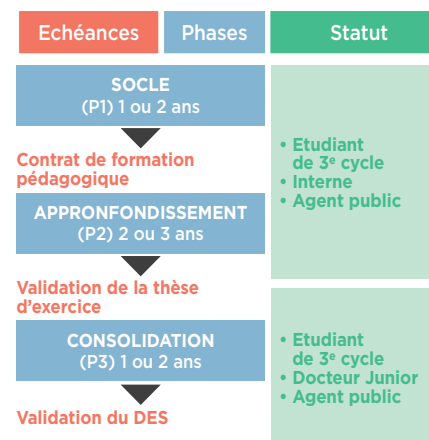 Echéances
Phases
Statut
SOCLE
(P1) 1 ou 2 ans
Contrat de formation
pédagogique
APPRONFONDISSEMENT
(P2) 2 ou 3 ans
Validation de la thèse
d'exercice
CONSOLIDATION
(P3) 1 ou 2 ans
Validation du DES
• Etudiant
de 3e cycle
• Interne
• Agent public
• Etudiant
de 3e cycle
• Docteur Junior
• Agent public